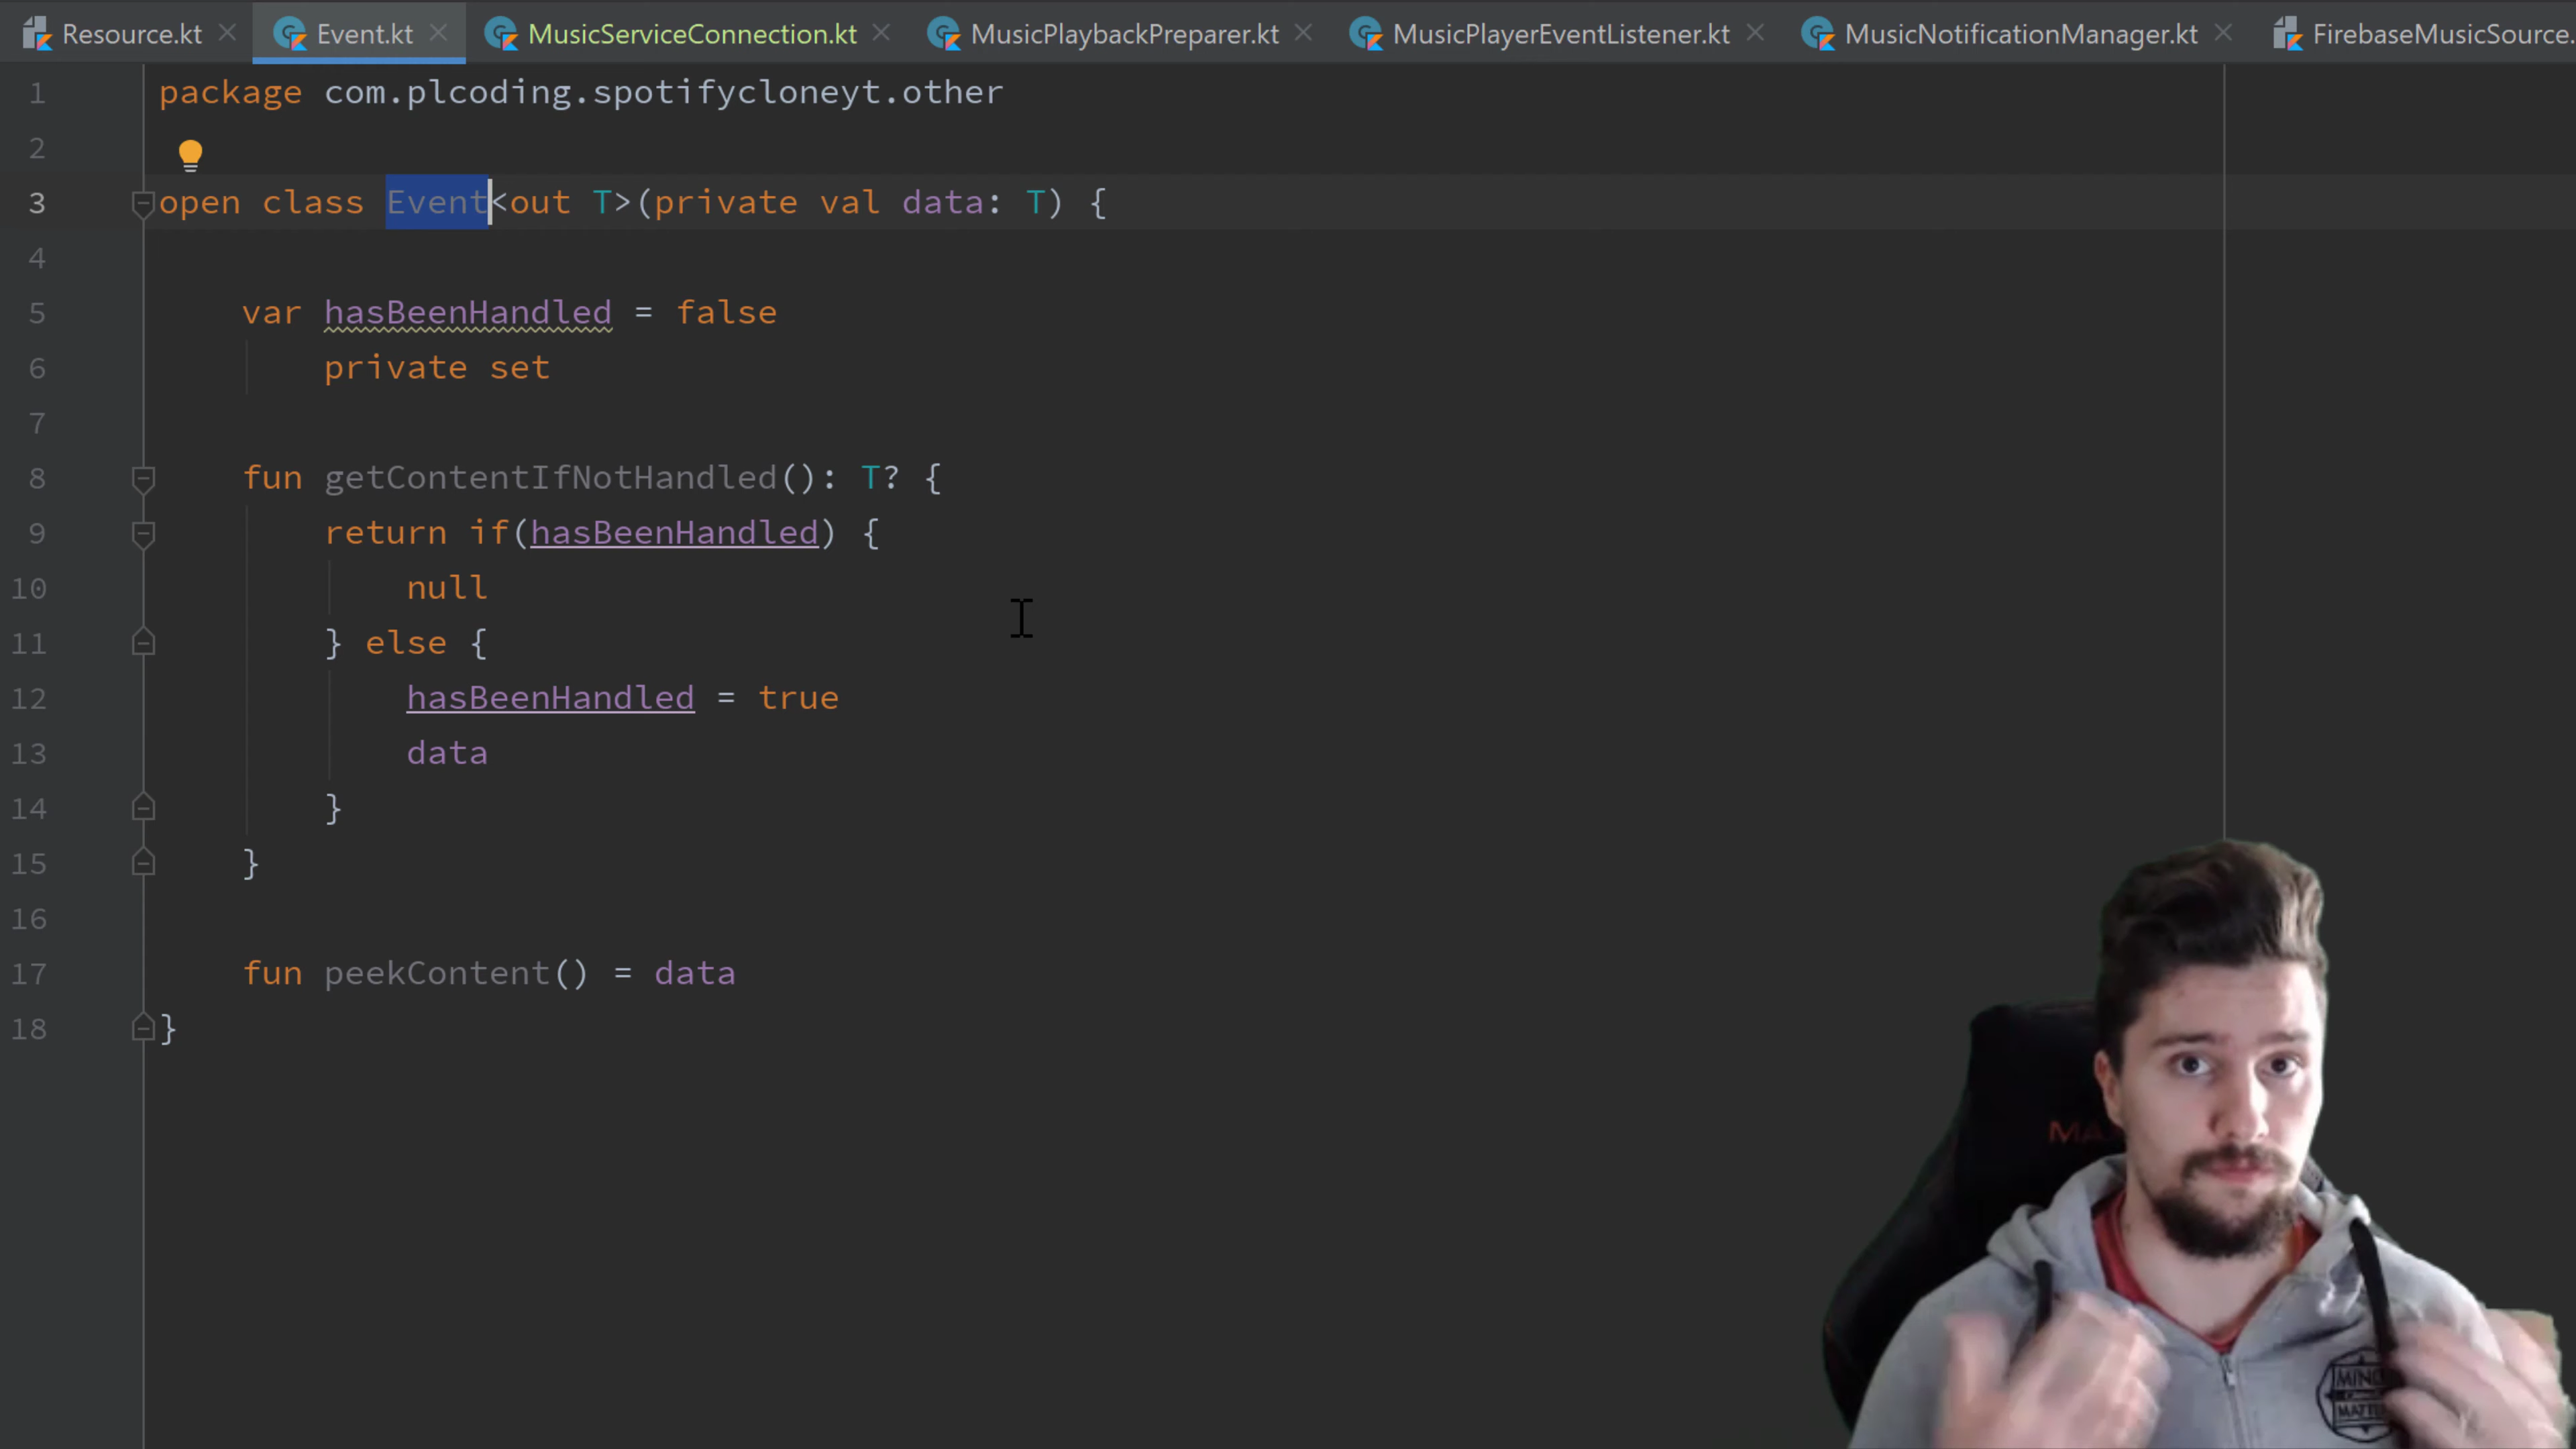 Resource.kt
Event.kt
MusicServiceConnection.kt
MusicPlaybackPreparer.kt
MusicPlayerEventListener.kt
MusicNotificationManager.kt
FirebaseMusicSource.
1 package com.plcoding.spotifycloneyt.other
2
3 open class Event<out T>(private val data: T) {
4
5 var hasBeenHandled = false
6 private set
7
8 fun getContentIfNotHandled(): T? {
9 return if(hasBeenHandled) {
10 null
11 } else {
12 hasBeenHandled = true
13 data
14 }
15 }
16
17 fun peekContent() = data
18 }